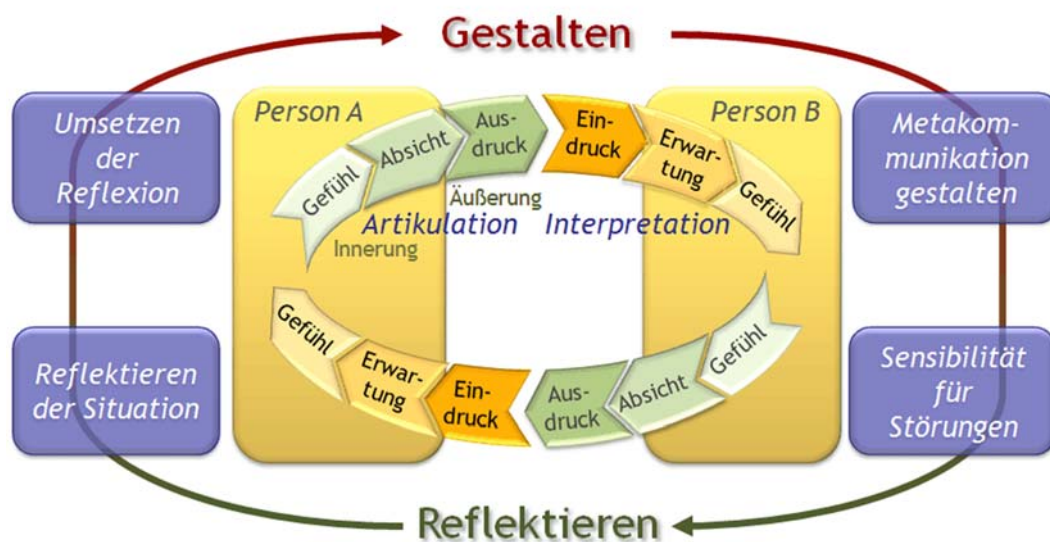 Gestalten
Umsetzen
der
Reflexion
Person A
Gefühl
Absicht
Aus-
druck
Ein-
druck
Erwar-
tung
Gefühl
Person B
Metakom-
munikation
gestalten
Äußerung
Artikulation
Interpretation
Innerung
Reflektieren
der Situation
Gefühl
Erwar-
tung
Ein-
druck
Aus-
druck
Absicht
Gefühl
Sensibilität
für
Störungen
Reflektieren